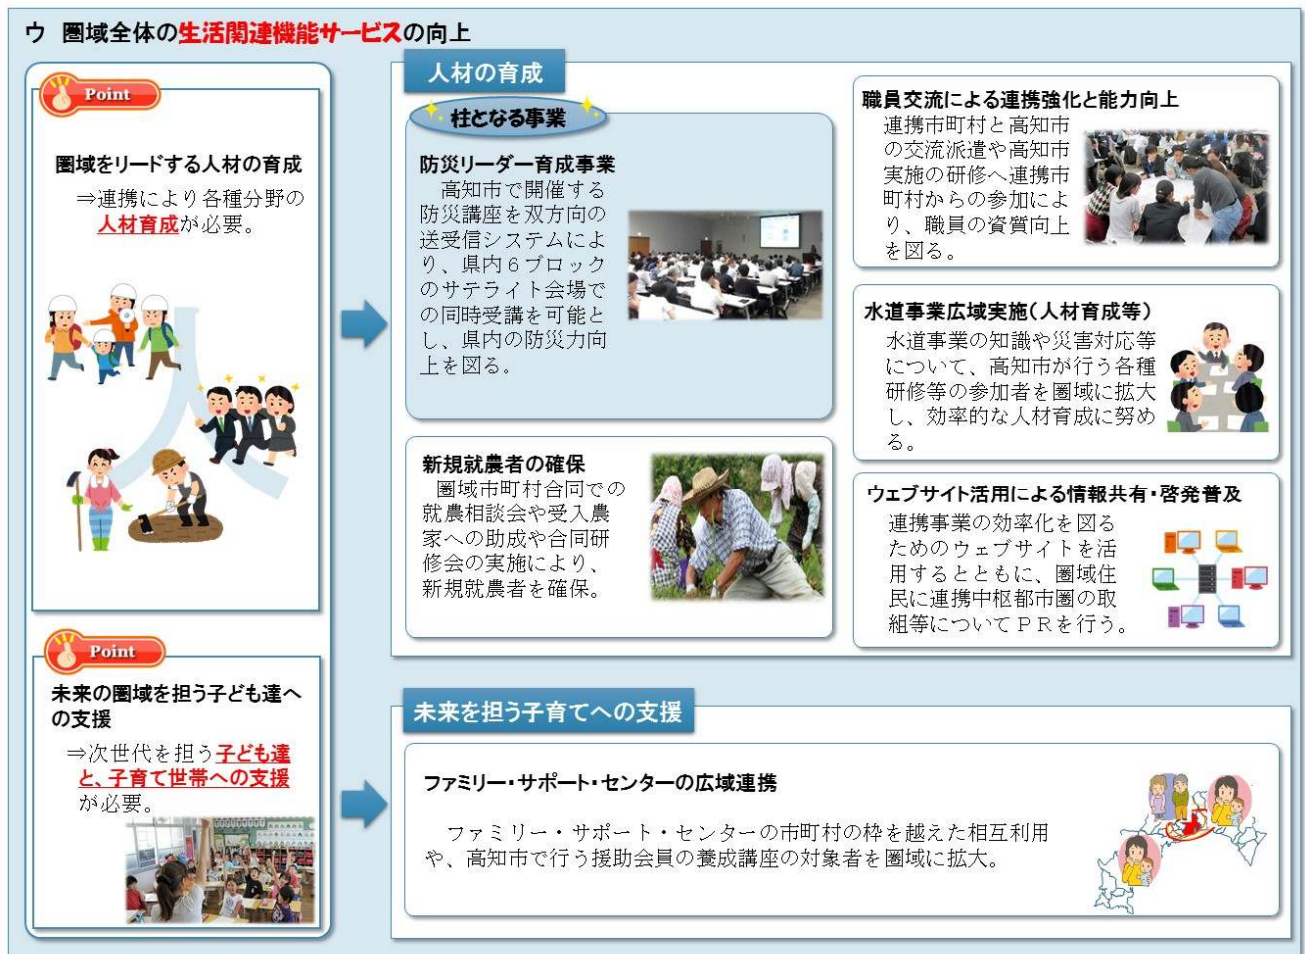 ウ 圏域全体の生活関連機能サービスの向上
Point
圏域をリードする人材の育成
⇒連携により各種分野の
人材育成が必要。
人
Point
未来の圏域を担う子ども達へ
の支援
⇒次世代を担う子ども達
と、子育て世帯への支援
が必要。
人材の育成
柱となる事業
防災リーダー育成事業
高知市で開催する
防災講座を双方向の
送受信システムによ
り、県内６ブロック
のサテライト会場で
の同時受講を可能と
し、県内の防災力向
上を図る。
新規就農者の確保
圏域市町村合同での
就農相談会や受入農
家への助成や合同研
修会の実施により、
新規就農者を確保。
職員交流による連携強化と能力向上
連携市町村と高知市
の交流派遣や高知市
実施の研修へ連携市
町村からの参加によ
り、職員の資質向上
を図る。
水道事業広域実施（人材育成等）
水道事業の知識や災害対応等
について、高知市が行う各種
研修等の参加者を圏域に拡大
し、効率的な人材育成に努め
る。
ウェブサイト活用による情報共有・啓発普及
連携事業の効率化を図る
ためのウェブサイトを活
用するとともに、圏域住
民に連携中枢都市圏の取
組等についてＰＲを行う。
未来を担う子育てへの支援
ファミリー・サポート・センターの広域連携
ファミリー・サポート・センターの市町村の枠を越えた相互利用
や、高知市で行う援助会員の養成講座の対象者を圏域に拡大。